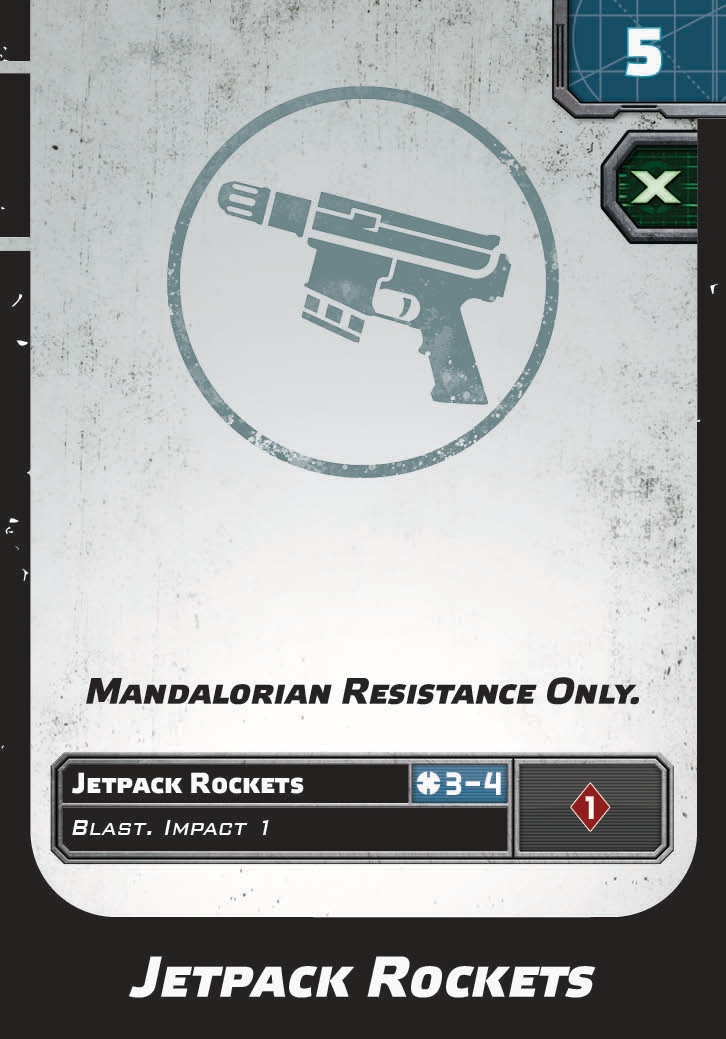 5
X
Mandalorian Resistance Only.
Jetpack Rockets 3–4
1
Blast. Impact 1
Jetpack Rockets